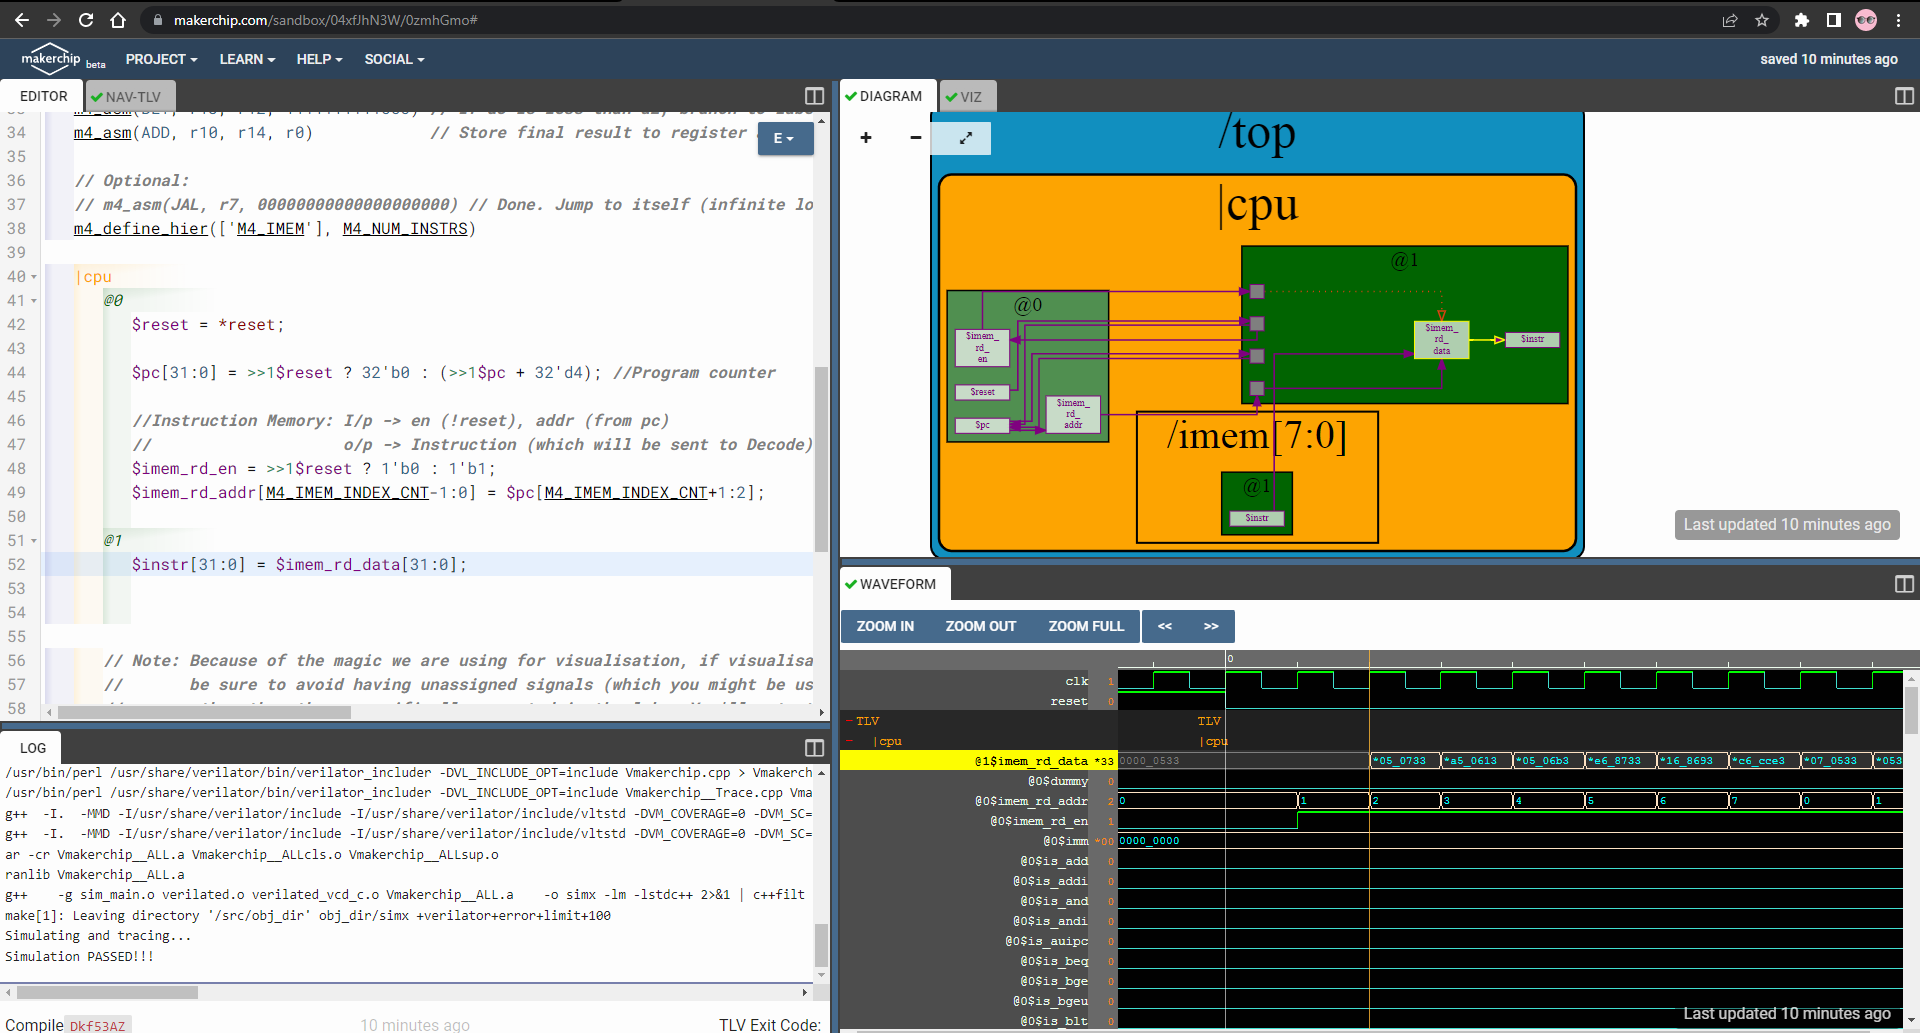 makerchip.com/sandbox/04xfJhN3W/0zmhGmo#
makerchip beta PROJECT LEARN HELP SOCIAL saved 10 minutes ago
EDITOR NAV-TLV
34 m4_asm(ADD, r10, r14, r0) // Store final result to register
E
35
36 // Optional:
37 // m4_asm(JAL, r7, 00000000000000000000) // Done. Jump to itself (infinite lo
38 m4_define_hier(['M4_IMEM'], M4_NUM_INSTRS)
39
40 |cpu
41 @0
42 $reset = *reset;
43
44 $pc[31:0] = >>1$reset ? 32'b0 : (>>1$pc + 32'd4); //Program counter
45
46 //Instruction Memory: I/p -> en (!reset), addr (from pc)
47 // o/p -> Instruction (which will be sent to Decode)
48 $imem_rd_en = >>1$reset ? 1'b0 : 1'b1;
49 $imem_rd_addr[M4_IMEM_INDEX_CNT-1:0] = $pc[M4_IMEM_INDEX_CNT+1:2];
50
51 @1
52 $instr[31:0] = $imem_rd_data[31:0];
53
54
55
56 // Note: Because of the magic we are using for visualisation, if visualisa
57 // be sure to avoid having unassigned signals (which you might be us
58
LOG
/usr/bin/perl /usr/share/verilator/bin/verilator_includer -DVL_INCLUDE_OPT=include Vmakerchip.cpp > Vmakerch
/usr/bin/perl /usr/share/verilator/bin/verilator_includer -DVL_INCLUDE_OPT=include Vmakerchip__Trace.cpp Vma
g++ -I. -MMD -I/usr/share/verilator/include -I/usr/share/verilator/include/vltstd -DVM_COVERAGE=0 -DVM_SC=
g++ -I. -MMD -I/usr/share/verilator/include -I/usr/share/verilator/include/vltstd -DVM_COVERAGE=0 -DVM_SC=
ar -cr Vmakerchip__ALL.a Vmakerchip__ALLcls.o Vmakerchip__ALLsup.o
ranlib Vmakerchip__ALL.a
g++ -g sim_main.o verilated.o verilated_vcd_c.o Vmakerchip__ALL.a -o simx -lm -lstdc++ 2>&1 | c++filt
make[1]: Leaving directory '/src/obj_dir' obj_dir/simx +verilator+error+limit+100
Simulating and tracing...
Simulation PASSED!!!
Compile Dkf53AZ 10 minutes ago TLV Exit Code:
DIAGRAM VIZ
+ −
/top
|cpu
@1
@0
$imem_
rd_
en
$reset
$pc
$imem_
rd_
addr
$imem_
rd_
data
$instr
/imem[7:0]
@1
$instr
Last updated 10 minutes ago
WAVEFORM
ZOOM IN ZOOM OUT ZOOM FULL << >>
0
clk 1
reset 0
TLV TLV
|cpu |cpu
@1$imem_rd_data *33 0000_0533 *05_0733 *a5_0613 *05_06b3 *e6_8733 *16_8693 *c6_cce3 *07_0533 *053
@0$dummy 0
@0$imem_rd_addr 2 0 1 2 3 4 5 6 7 0 1
@0$imem_rd_en 1
@0$imm *00 0000_0000
@0$is_add 0
@0$is_addi 0
@0$is_and 0
@0$is_andi 0
@0$is_auipc 0
@0$is_beq 0
@0$is_bge 0
@0$is_bgeu 0
@0$is_blt 0
Last updated 10 minutes ago